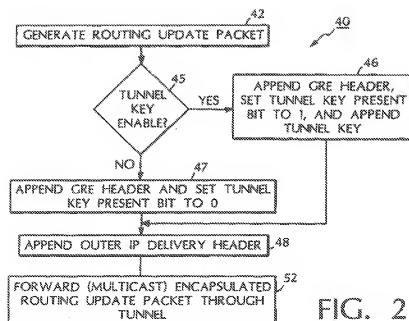 42
GENERATE ROUTING UPDATE PACKET
40
45
TUNNEL
KEY
ENABLE?
YES
46
APPEND GRE HEADER,
SET TUNNEL KEY PRESENT
BIT TO 1, AND APPEND
TUNNEL KEY
NO
47
APPEND GRE HEADER AND SET TUNNEL
KEY PRESENT BIT TO 0
APPEND OUTER IP DELIVERY HEADER
48
52
FORWARD (MULTICAST) ENCAPSULATED
ROUTING UPDATE PACKET THROUGH
TUNNEL
FIG. 2